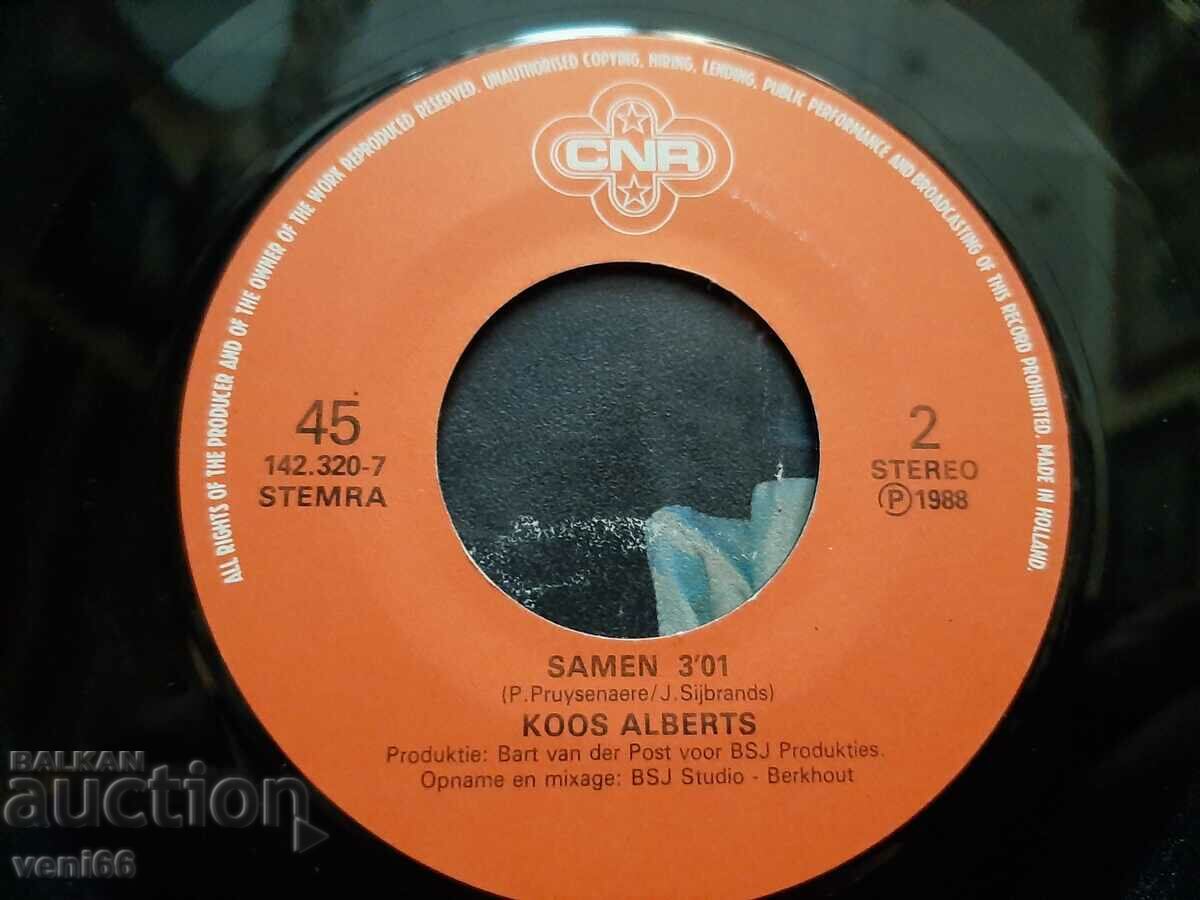 ALL RIGHTS OF THE PRODUCER AND OF THE OWNER OF THE WORK REPRODUCED RESERVED. UNAUTHORISED COPYING, HIRING, LENDING, PUBLIC PERFORMANCE AND BROADCASTING OF THIS RECORD PROHIBITED. MADE IN HOLLAND.
CNR
45
142.320-7
STEMRA
2
STEREO
Ⓟ 1988
SAMEN 3'01
(P. Pruysenaere/J. Sijbrands)
KOOS ALBERTS
Produktie: Bart van der Post voor BSJ Produkties.
Opname en mixage: BSJ Studio - Berkhout
BALKAN
auction
veni66